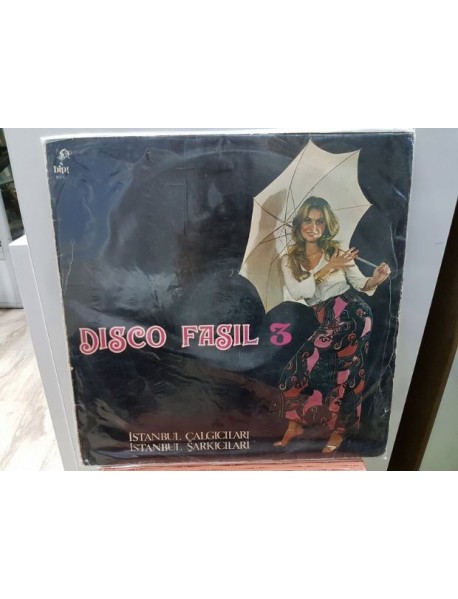 DISCO FASIL 3
İSTANBUL ÇALGICILARI
İSTANBUL ŞARKICILARI